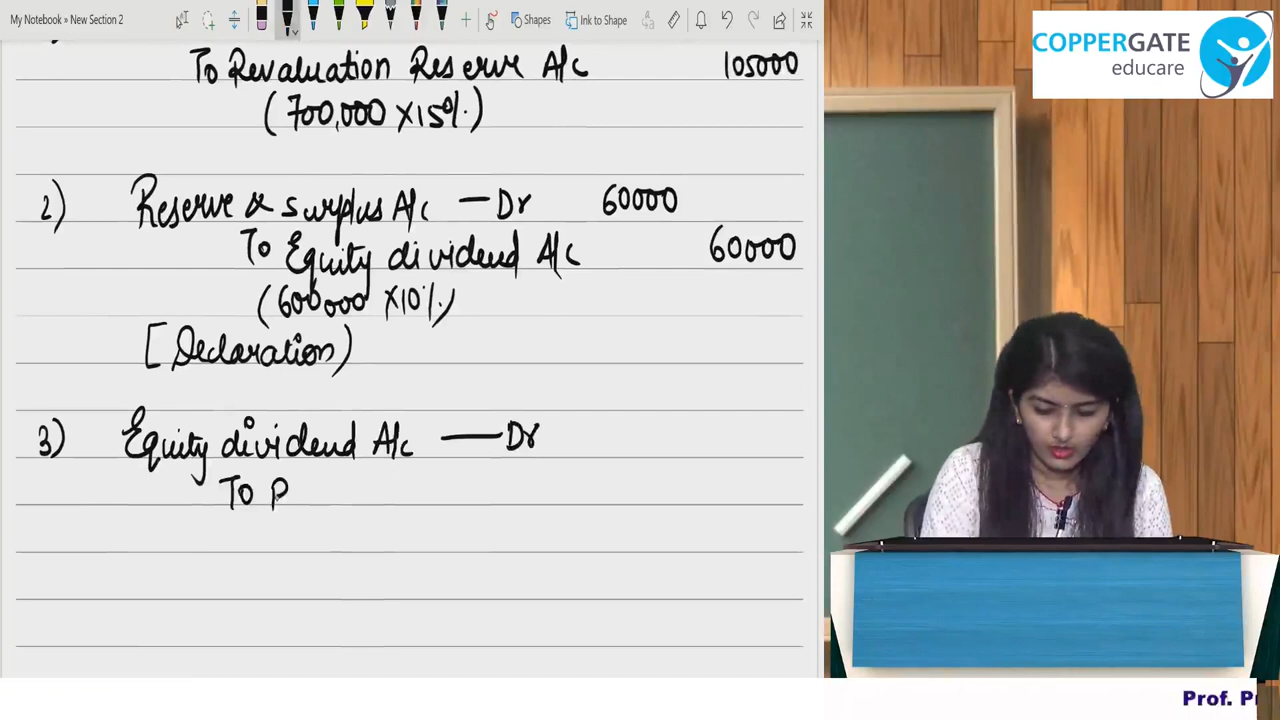 My Notebook » New Section 2
Shapes
Ink to Shape
COPPERGATE
educare
To Revaluation Reserve A/c 105000
(700,000 × 15%)
2) Reserve & surplus A/c — Dr 60000
To Equity dividend A/c 60000
(600000 × 10%)
[Declaration)
3) Equity dividend A/c — Dr
To P
Prof. P